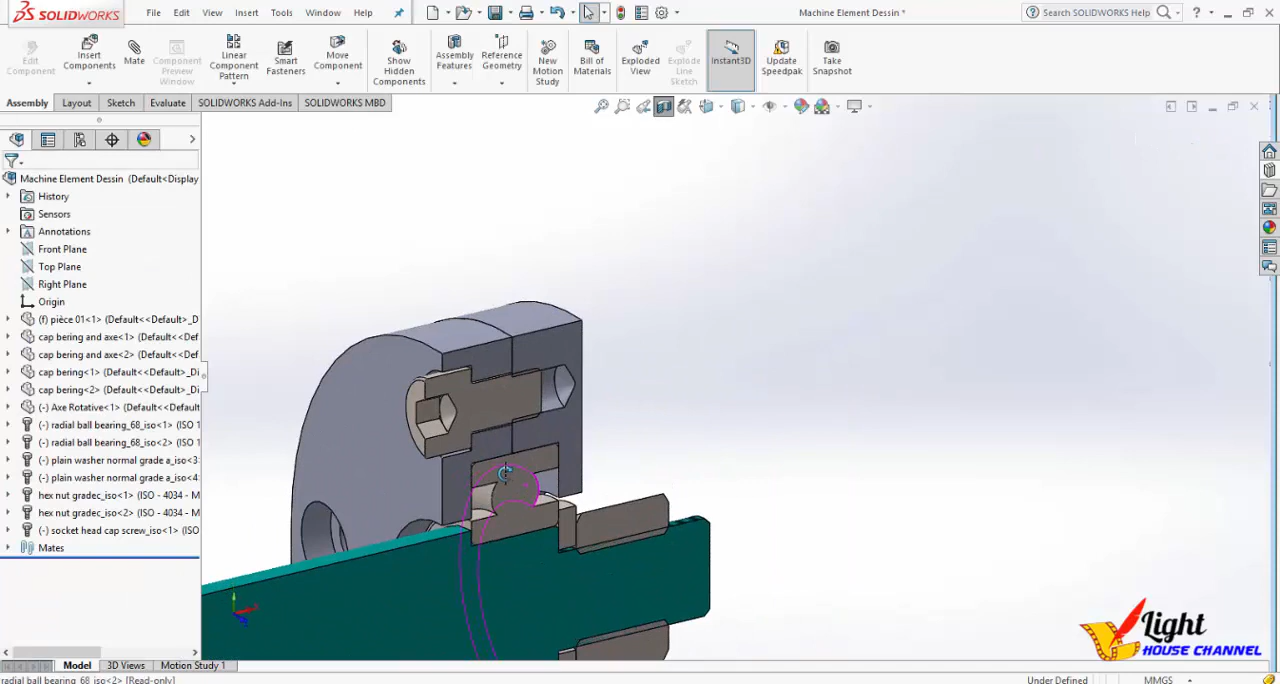 SOLIDWORKS
File Edit View Insert Tools Window Help
Machine Element Dessin *
Search SOLIDWORKS Help
Edit Component
Insert Components
Mate
Component Preview Window
Linear Component Pattern
Smart Fasteners
Move Component
Show Hidden Components
Assembly Features
Reference Geometry
New Motion Study
Bill of Materials
Exploded View
Explode Line Sketch
Instant3D
Update Speedpak
Take Snapshot
Assembly Layout Sketch Evaluate SOLIDWORKS Add-Ins SOLIDWORKS MBD
Machine Element Dessin (Default<Display
History
Sensors
Annotations
Front Plane
Top Plane
Right Plane
Origin
(f) pièce 01<1> (Default<<Default>_D
cap bering and axe<1> (Default<<Def
cap bering and axe<2> (Default<<Def
cap bering<1> (Default<<Default>_Di
cap bering<2> (Default<<Default>_Di
(-) Axe Rotative<1> (Default<<Default
(-) radial ball bearing_68_iso<1> (ISO 1
(-) radial ball bearing_68_iso<2> (ISO 1
(-) plain washer normal grade a_iso<3
(-) plain washer normal grade a_iso<4
hex nut gradec_iso<1> (ISO - 4034 - M
hex nut gradec_iso<2> (ISO - 4034 - M
(-) socket head cap screw_iso<1> (ISO
Mates
Light
HOUSE CHANNEL
Model 3D Views Motion Study 1
radial ball bearing_68_iso<2> [Read-only]
Under Defined MMGS